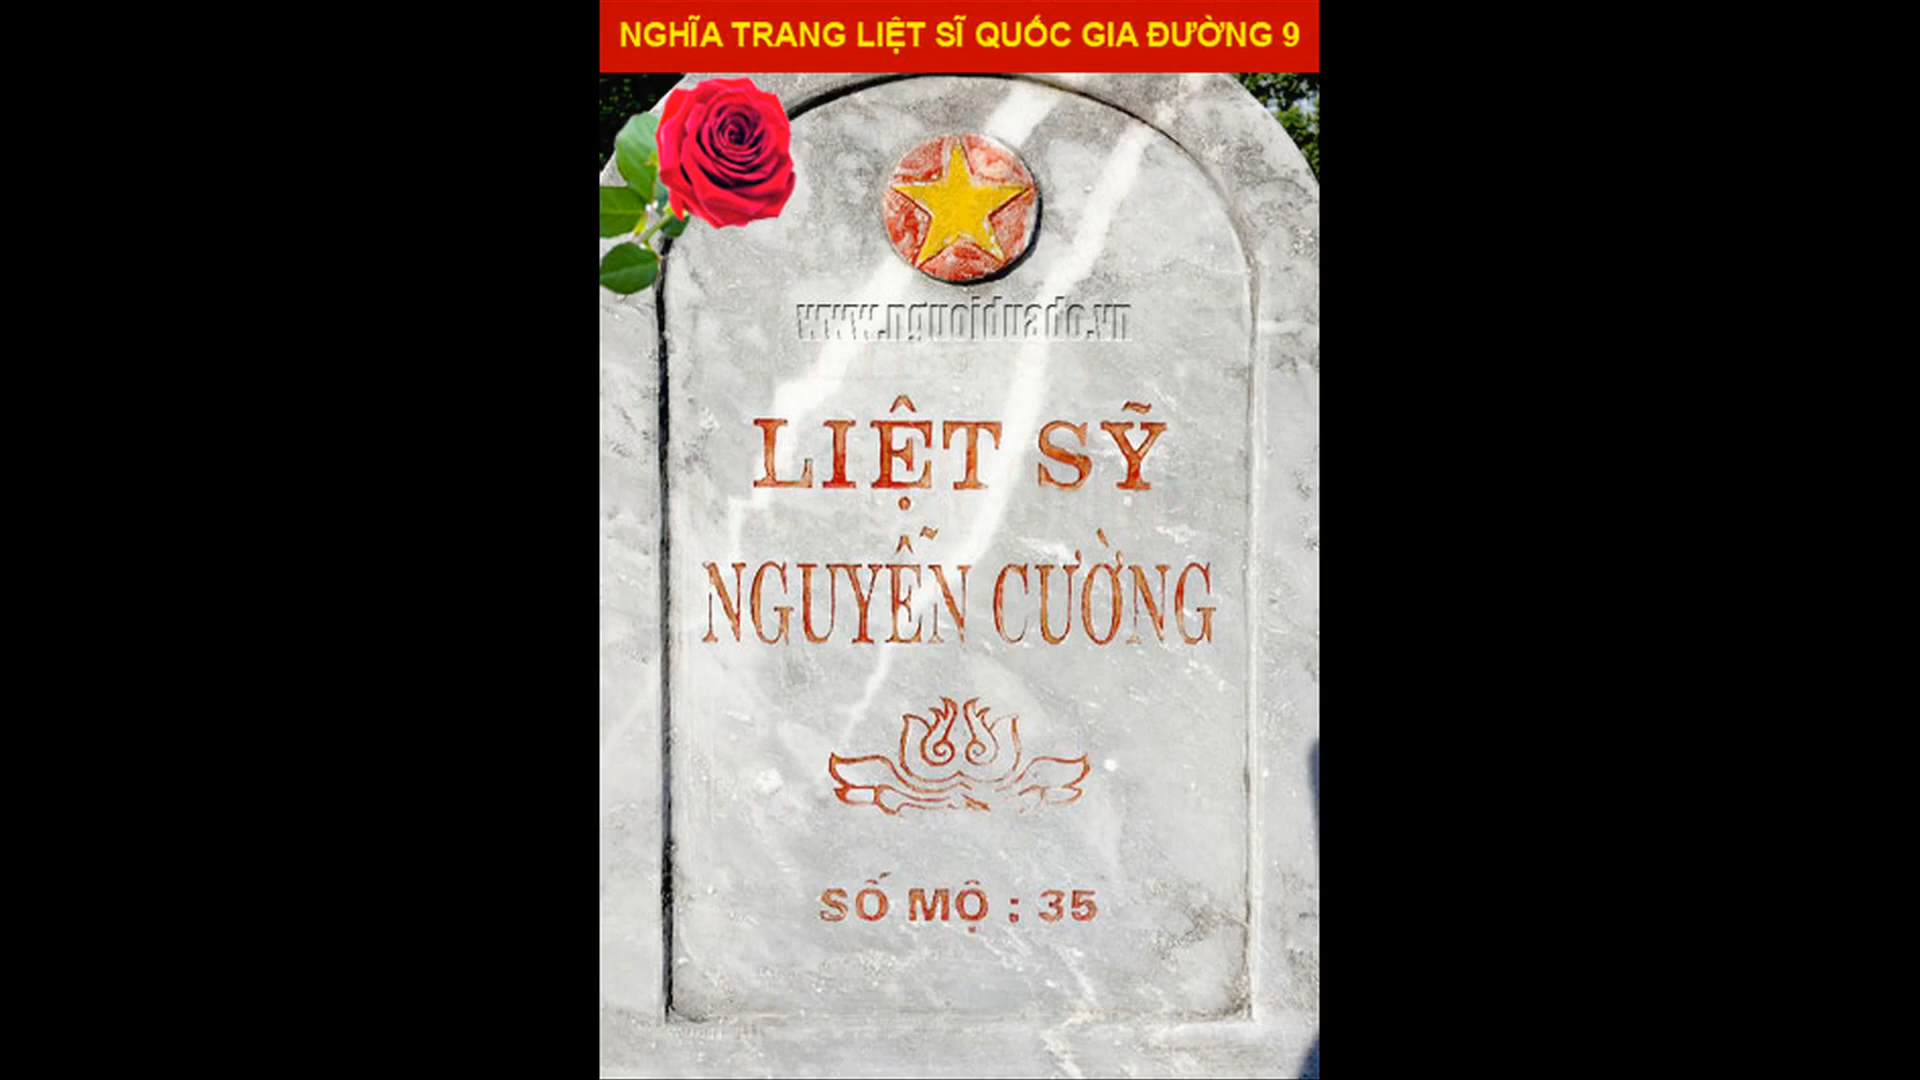 NGHĨA TRANG LIỆT SĨ QUỐC GIA ĐƯỜNG 9
www.nguoiduado.vn
LIỆT SỸ
NGUYỄN CƯỜNG
SỐ MỘ : 35